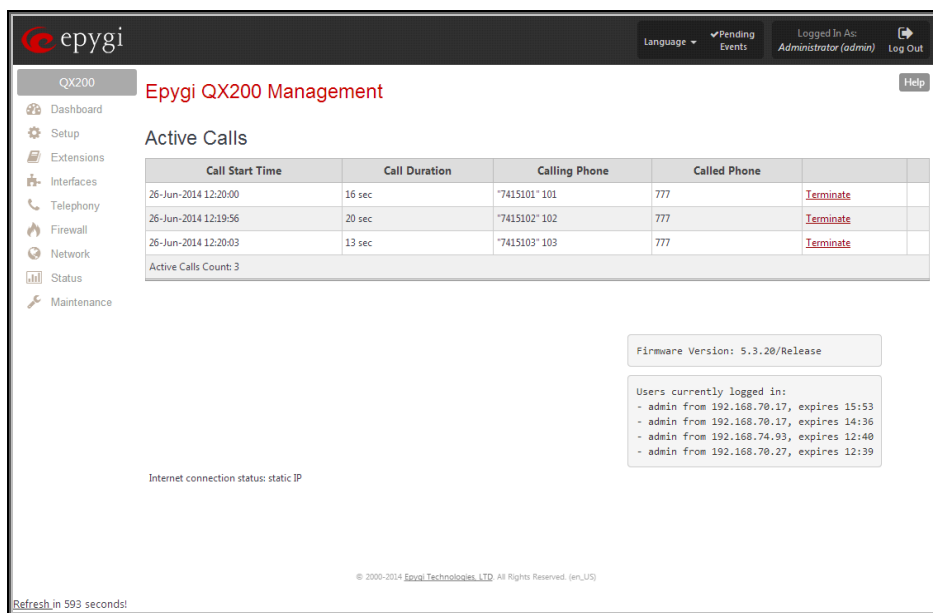 epygi
Language
✔Pending Events
Logged In As:
Administrator (admin)
Log Out
QX200
Dashboard
Setup
Extensions
Interfaces
Telephony
Firewall
Network
Status
Maintenance
Epygi QX200 Management
Help
Active Calls
Call Start Time Call Duration Calling Phone Called Phone
26-Jun-2014 12:20:00 16 sec "7415101" 101 777 Terminate
26-Jun-2014 12:19:56 20 sec "7415102" 102 777 Terminate
26-Jun-2014 12:20:03 13 sec "7415103" 103 777 Terminate
Active Calls Count: 3
Firmware Version: 5.3.20/Release
Users currently logged in:
- admin from 192.168.70.17, expires 15:53
- admin from 192.168.70.17, expires 14:36
- admin from 192.168.74.93, expires 12:40
- admin from 192.168.70.27, expires 12:39
Internet connection status: static IP
© 2000-2014 Epygi Technologies, LTD. All Rights Reserved. (en_US)
Refresh in 593 seconds!